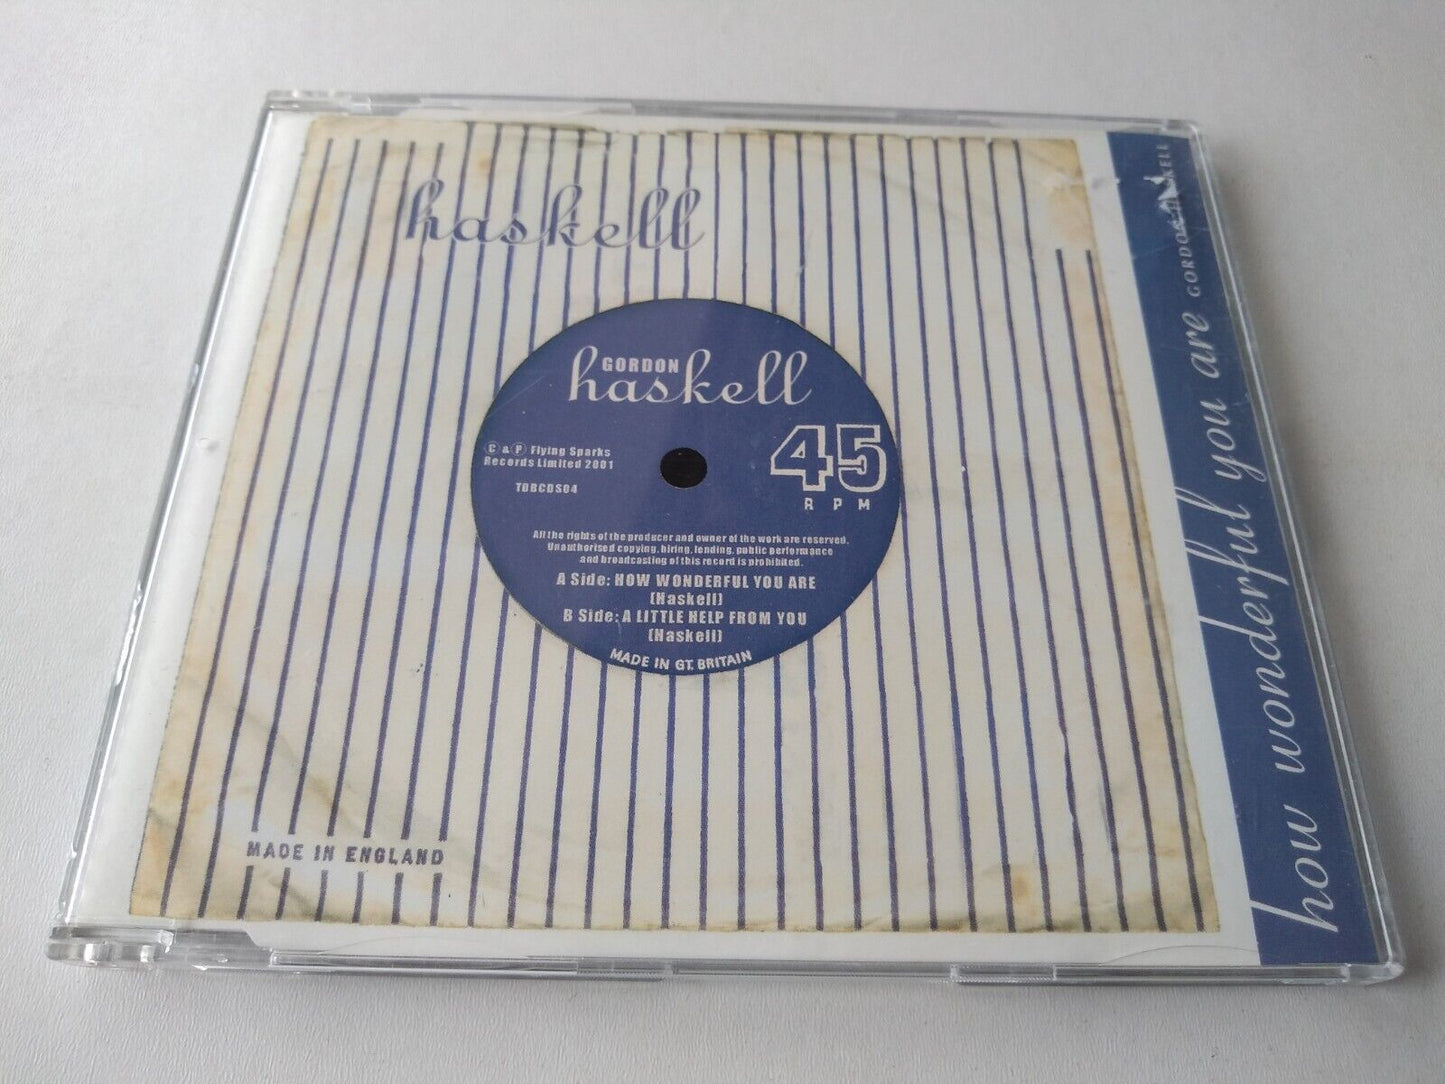 haskell
GORDON
haskell
45
RPM
C & P Flying Sparks
Records Limited 2001
TDBCDS04
All the rights of the producer and owner of the work are reserved.
Unauthorised copying, hiring, lending, public performance
and broadcasting of this record is prohibited.
A Side: HOW WONDERFUL YOU ARE
(Haskell)
B Side: A LITTLE HELP FROM YOU
(Haskell)
MADE IN GT. BRITAIN
MADE IN ENGLAND
how wonderful you are GORDON